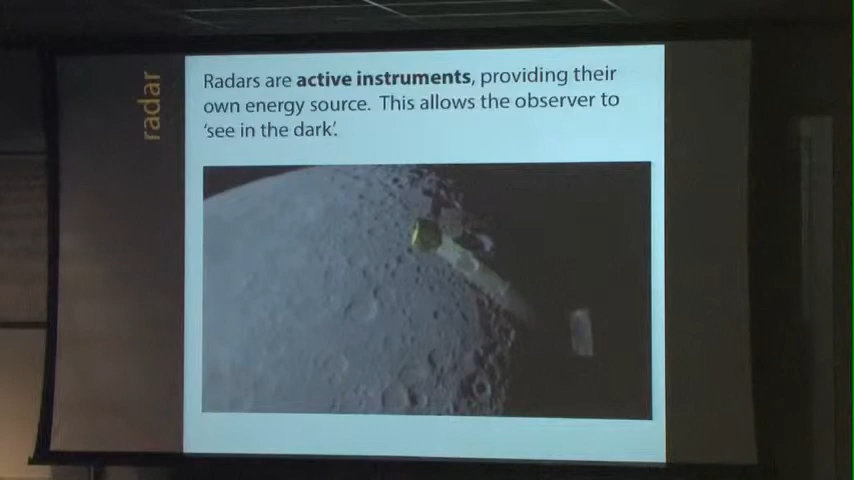 radar
Radars are active instruments, providing their
own energy source. This allows the observer to
‘see in the dark’.